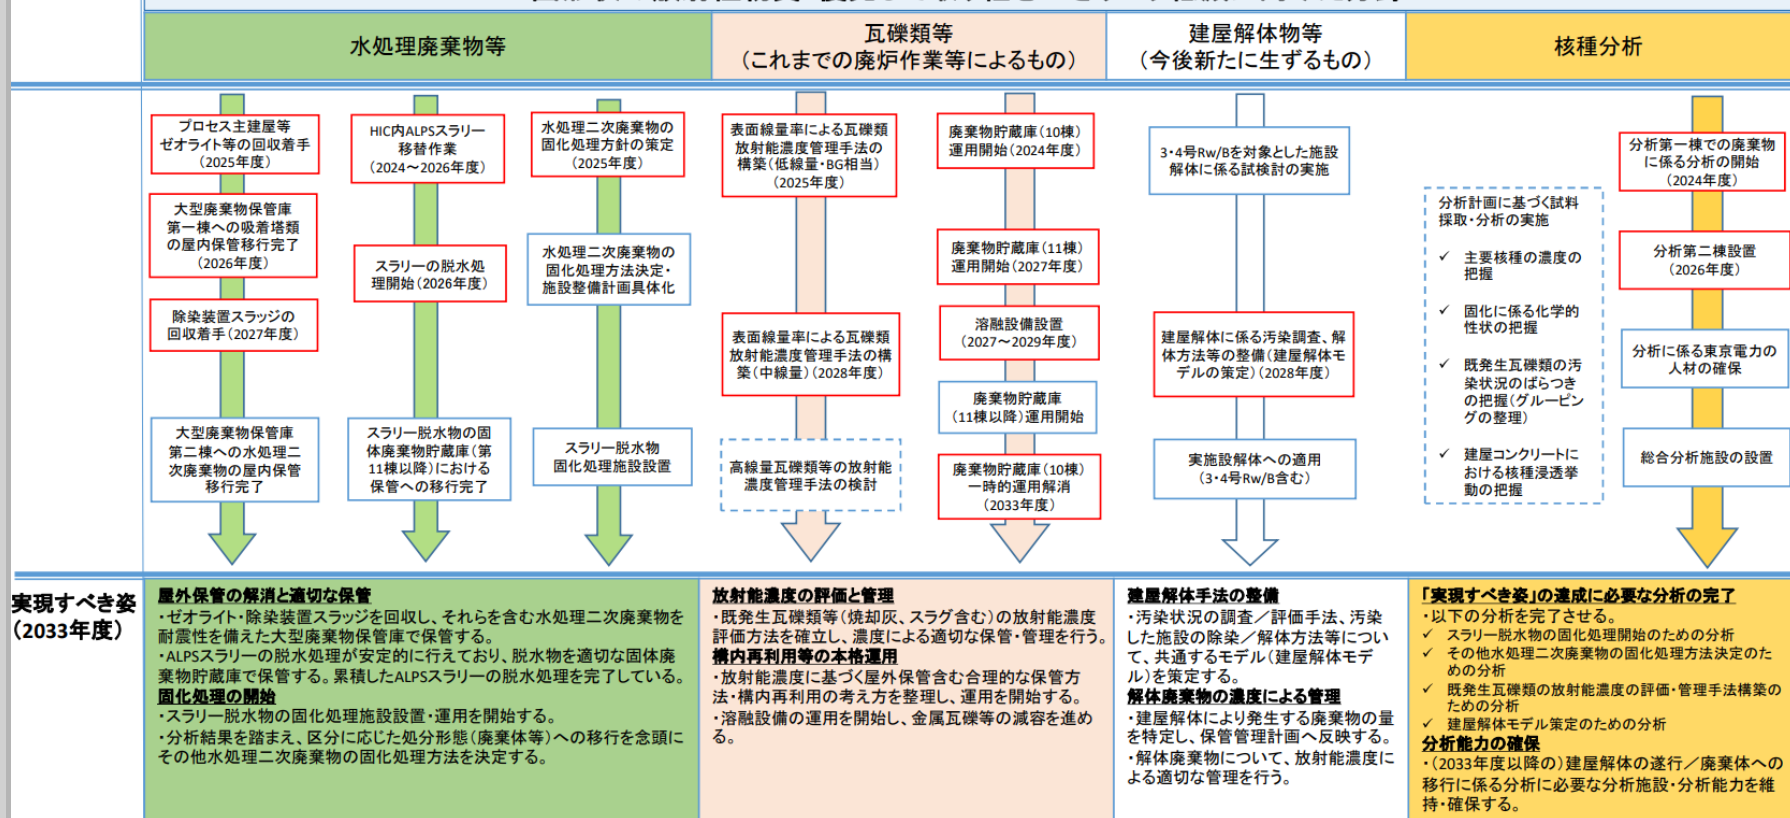 水処理廃棄物等
瓦礫類等
（これまでの廃炉作業等によるもの）
建屋解体物等
（今後新たに生ずるもの）
核種分析
プロセス主建屋等
ゼオライト等の回収着手
（2025年度）
大型廃棄物保管庫
第一棟への吸着塔類
の屋内保管移行完了
（2026年度）
除染装置スラッジの
回収着手（2027年度）
大型廃棄物保管庫
第二棟への水処理二
次廃棄物の屋内保管
移行完了
HIC内ALPSスラリー
移替作業
（2024～2026年度）
スラリーの脱水処
理開始（2026年度）
スラリー脱水物の固
体廃棄物貯蔵庫（第
11棟以降）における
保管への移行完了
水処理二次廃棄物の
固化処理方針の策定
（2025年度）
水処理二次廃棄物の
固化処理方法決定・
施設整備計画具体化
スラリー脱水物
固化処理施設設置
表面線量率による瓦礫類
放射能濃度管理手法の
構築（低線量・BG相当）
（2025年度）
表面線量率による瓦礫類
放射能濃度管理手法の構
築（中線量）（2028年度）
高線量瓦礫類等の放射能
濃度管理手法の検討
廃棄物貯蔵庫（10棟）
運用開始（2024年度）
廃棄物貯蔵庫（11棟）
運用開始（2027年度）
溶融設備設置
（2027～2029年度）
廃棄物貯蔵庫
（11棟以降）運用開始
廃棄物貯蔵庫（10棟）
一時的運用解消
（2033年度）
3・4号Rw/Bを対象とした施設
解体に係る試検討の実施
建屋解体に係る汚染調査、解
体方法等の整備（建屋解体モ
デルの策定）（2028年度）
実施設解体への適用
（3・4号Rw/B含む）
分析計画に基づく試料
採取・分析の実施
✓ 主要核種の濃度の
把握
✓ 固化に係る化学的
性状の把握
✓ 既発生瓦礫類の汚
染状況のばらつき
の把握（グルーピン
グの整理）
✓ 建屋コンクリートに
おける核種浸透挙
動の把握
分析第一棟での廃棄物
に係る分析の開始
（2024年度）
分析第二棟設置
（2026年度）
分析に係る東京電力の
人材の確保
総合分析施設の設置
実現すべき姿
（2033年度）
屋外保管の解消と適切な保管
・ゼオライト・除染装置スラッジを回収し、それらを含む水処理二次廃棄物を
耐震性を備えた大型廃棄物保管庫で保管する。
・ALPSスラリーの脱水処理が安定的に行えており、脱水物を適切な固体廃
棄物貯蔵庫で保管する。累積したALPSスラリーの脱水処理を完了している。
固化処理の開始
・スラリー脱水物の固化処理施設設置・運用を開始する。
・分析結果を踏まえ、区分に応じた処分形態（廃棄体等）への移行を念頭に
その他水処理二次廃棄物の固化処理方法を決定する。
放射能濃度の評価と管理
・既発生瓦礫類等（焼却灰、スラグ含む）の放射能濃度
評価方法を確立し、濃度による適切な保管・管理を行う。
構内再利用等の本格運用
・放射能濃度に基づく屋外保管含む合理的な保管方
法・構内再利用の考え方を整理し、運用を開始する。
・溶融設備の運用を開始し、金属瓦礫等の減容を進め
る。
建屋解体手法の整備
・汚染状況の調査／評価手法、汚染
した施設の除染／解体方法等につい
て、共通するモデル（建屋解体モデ
ル）を策定する。
解体廃棄物の濃度による管理
・建屋解体により発生する廃棄物の量
を特定し、保管管理計画へ反映する。
・解体廃棄物について、放射能濃度に
よる適切な管理を行う。
「実現すべき姿」の達成に必要な分析の完了
・以下の分析を完了させる。
✓ スラリー脱水物の固化処理開始のための分析
✓ その他水処理二次廃棄物の固化処理方法決定のた
めの分析
✓ 既発生瓦礫類の放射能濃度の評価・管理手法構築の
ための分析
✓ 建屋解体モデル策定のための分析
分析能力の確保
・（2033年度以降の）建屋解体の遂行／廃棄体への
移行に係る分析に必要な分析施設・分析能力を維
持・確保する。